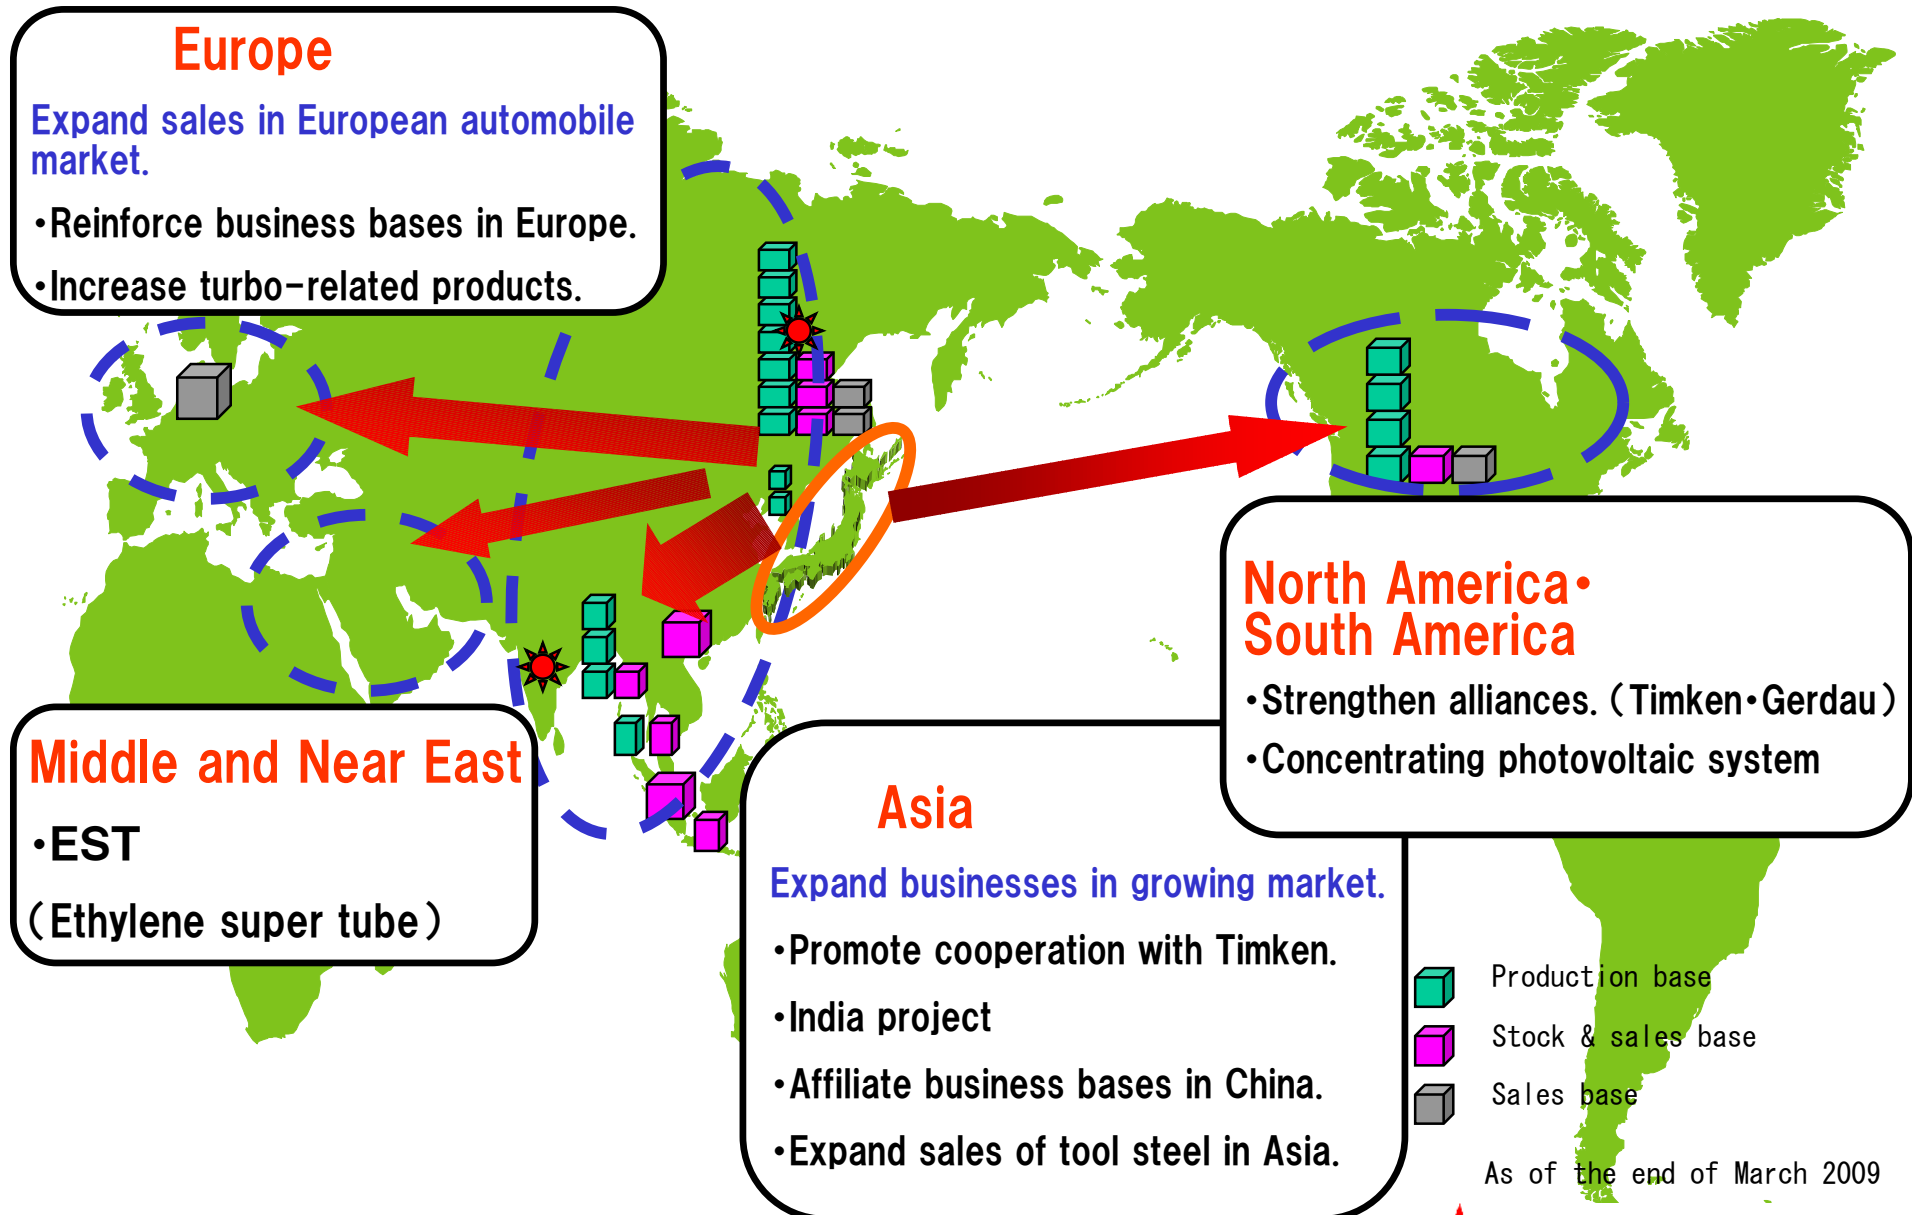 Europe
Expand sales in European automobile
market.
・Reinforce business bases in Europe.
・Increase turbo-related products.
North America・
South America
・Strengthen alliances.（Timken・Gerdau）
・Concentrating photovoltaic system
Middle and Near East
・EST
（Ethylene super tube）
Asia
Expand businesses in growing market.
・Promote cooperation with Timken.
・India project
・Affiliate business bases in China.
・Expand sales of tool steel in Asia.
Production base
Stock & sales base
Sales base
As of the end of March 2009